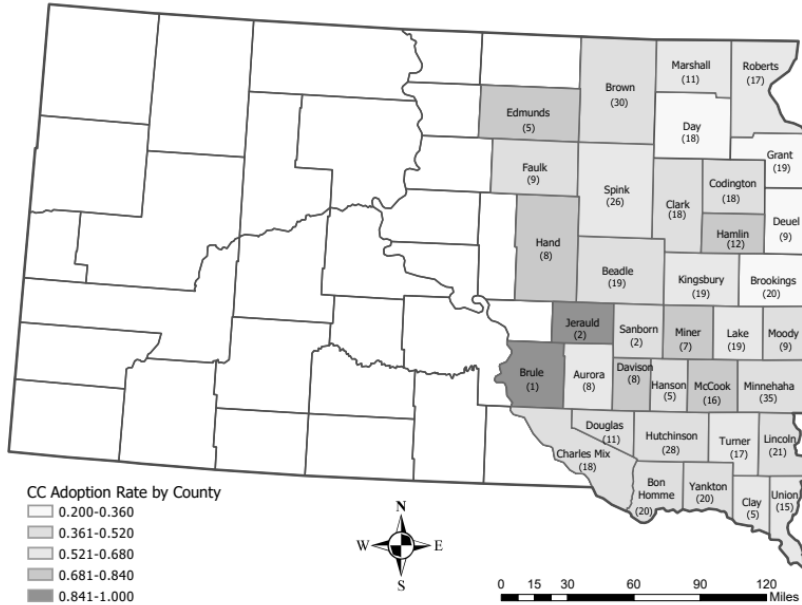 Marshall
(11)
Roberts
(17)
Brown
(30)
Edmunds
(5)
Day
(18)
Grant
(19)
Faulk
(9)
Spink
(26)
Clark
(18)
Codington
(18)
Deuel
(9)
Hamlin
(12)
Hand
(8)
Beadle
(19)
Kingsbury
(19)
Brookings
(20)
Jerauld
(2)
Sanborn
(2)
Miner
(7)
Lake
(19)
Moody
(9)
Brule
(1)
Aurora
(8)
Davison
(8)
Hanson
(5)
McCook
(16)
Minnehaha
(35)
Douglas
(11)
Charles Mix
(18)
Hutchinson
(28)
Turner
(17)
Lincoln
(21)
Bon
Homme
(20)
Yankton
(20)
Clay
(5)
Union
(15)
CC Adoption Rate by County
0.200-0.360
0.361-0.520
0.521-0.680
0.681-0.840
0.841-1.000
N
W
E
S
0 15 30 60 90 120
Miles